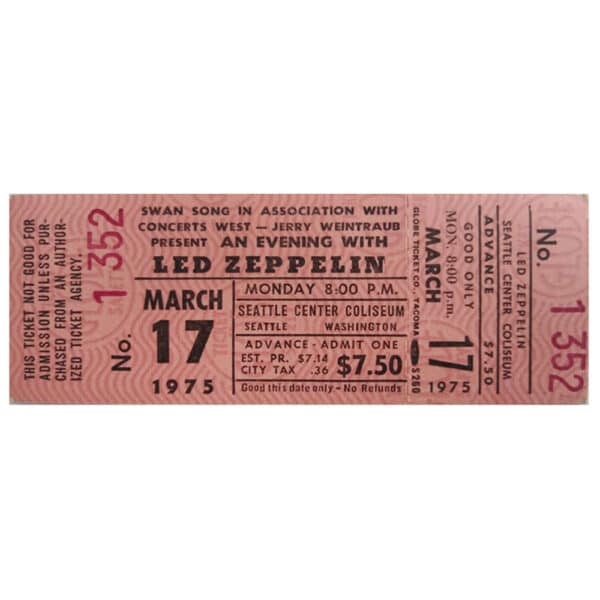 THIS TICKET NOT GOOD FOR
ADMISSION UNLESS PUR-
CHASED FROM AN AUTHOR-
IZED TICKET AGENCY.
No. 1 352
SWAN SONG IN ASSOCIATION WITH
CONCERTS WEST — JERRY WEINTRAUB
PRESENT AN EVENING WITH
LED ZEPPELIN
MARCH
17
1975
MONDAY 8:00 P.M.
SEATTLE CENTER COLISEUM
SEATTLE WASHINGTON
ADVANCE - ADMIT ONE
EST. PR. $7.14
CITY TAX .36
$7.50
Good this date only - No Refunds
GLOBE TICKET CO., TACOMA S260
MARCH 17
MON. 8:00 p.m. 1975
GOOD ONLY
ADVANCE $7.50
SEATTLE CENTER COLISEUM
LED ZEPPELIN
No. 1 352